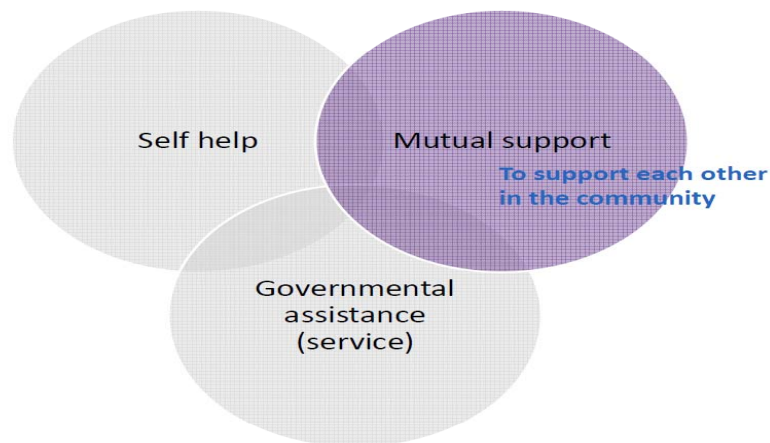 Self help
Mutual support
To support each other
in the community
Governmental
assistance
(service)